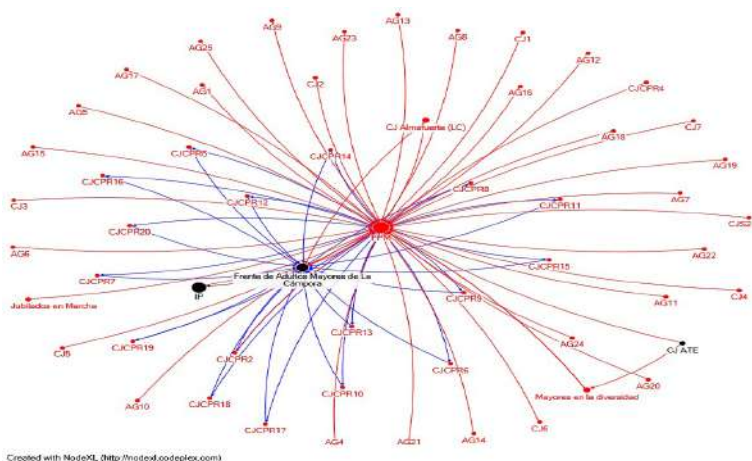 AG13
AG9
AG23
AG8
CJ1
AG25
AG12
AG17
CJ2
AG1
AG16
CJCPR4
AG5
CJ Almafuerte (LC)
CJ7
AG18
AG15
CJCPR5
CJCPR14
AG19
CJCPR16
CJCPR8
AG7
CJ3
CJCPR12
CJCPR11
CJS2
CJCPR20
AG6
AG22
CJCPR15
CJCPR7
Frente de Adultos Mayores de La
Cámpora
IP
CJ4
CJCPR9
AG11
Jubilados en Marcha
CJCPR13
CJCPR19
AG24
CJ5
CJCPR2
CJ ATE
CJCPR6
AG20
CJCPR10
Mayores en la diversidad
AG10
CJCPR18
CJCPR17
CJ6
AG4
AG21
AG14
Created with NodeXL (http://nodexl.codeplex.com)